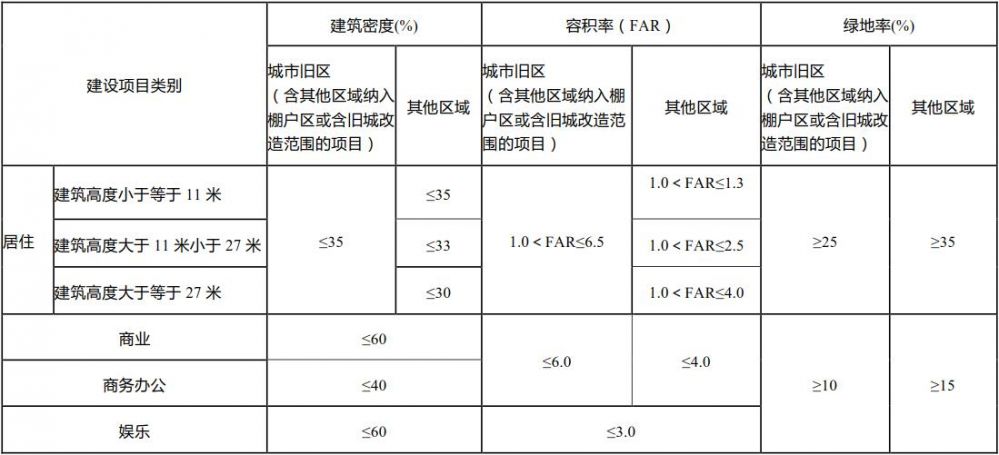 建设项目类别
建筑密度(%)
容积率（FAR）
绿地率(%)
城市旧区
（含其他区域纳入
棚户区或含旧城改
造范围的项目）
其他区域
城市旧区
（含其他区域纳入棚
户区或含旧城改造范
围的项目）
其他区域
城市旧区
（含其他区域纳入
棚户区或含旧城改
造范围的项目）
其他区域
居住
建筑高度小于等于 11 米
≤35
≤35
1.0＜FAR≤6.5
1.0＜FAR≤1.3
≥25
≥35
建筑高度大于 11 米小于 27 米
≤33
1.0＜FAR≤2.5
建筑高度大于等于 27 米
≤30
1.0＜FAR≤4.0
商业
≤60
≤6.0
≤4.0
≥10
≥15
商务办公
≤40
娱乐
≤60
≤3.0